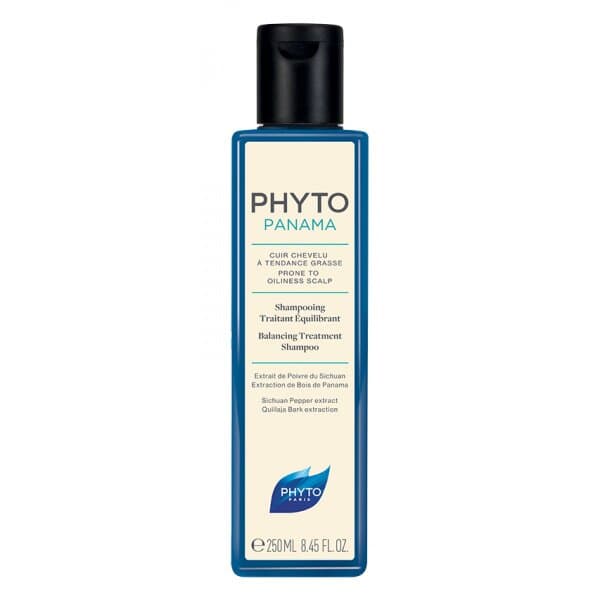 PHYTO
PANAMA
CUIR CHEVELU
À TENDANCE GRASSE
PRONE TO
OILINESS SCALP
Shampooing
Traitant Équilibrant
Balancing Treatment
Shampoo
Extrait de Poivre du Sichuan
Extraction de Bois de Panama
Sichuan Pepper extract
Quillaja Bark extraction
PHYTO
PARIS
℮250ML 8.45 FL.OZ.